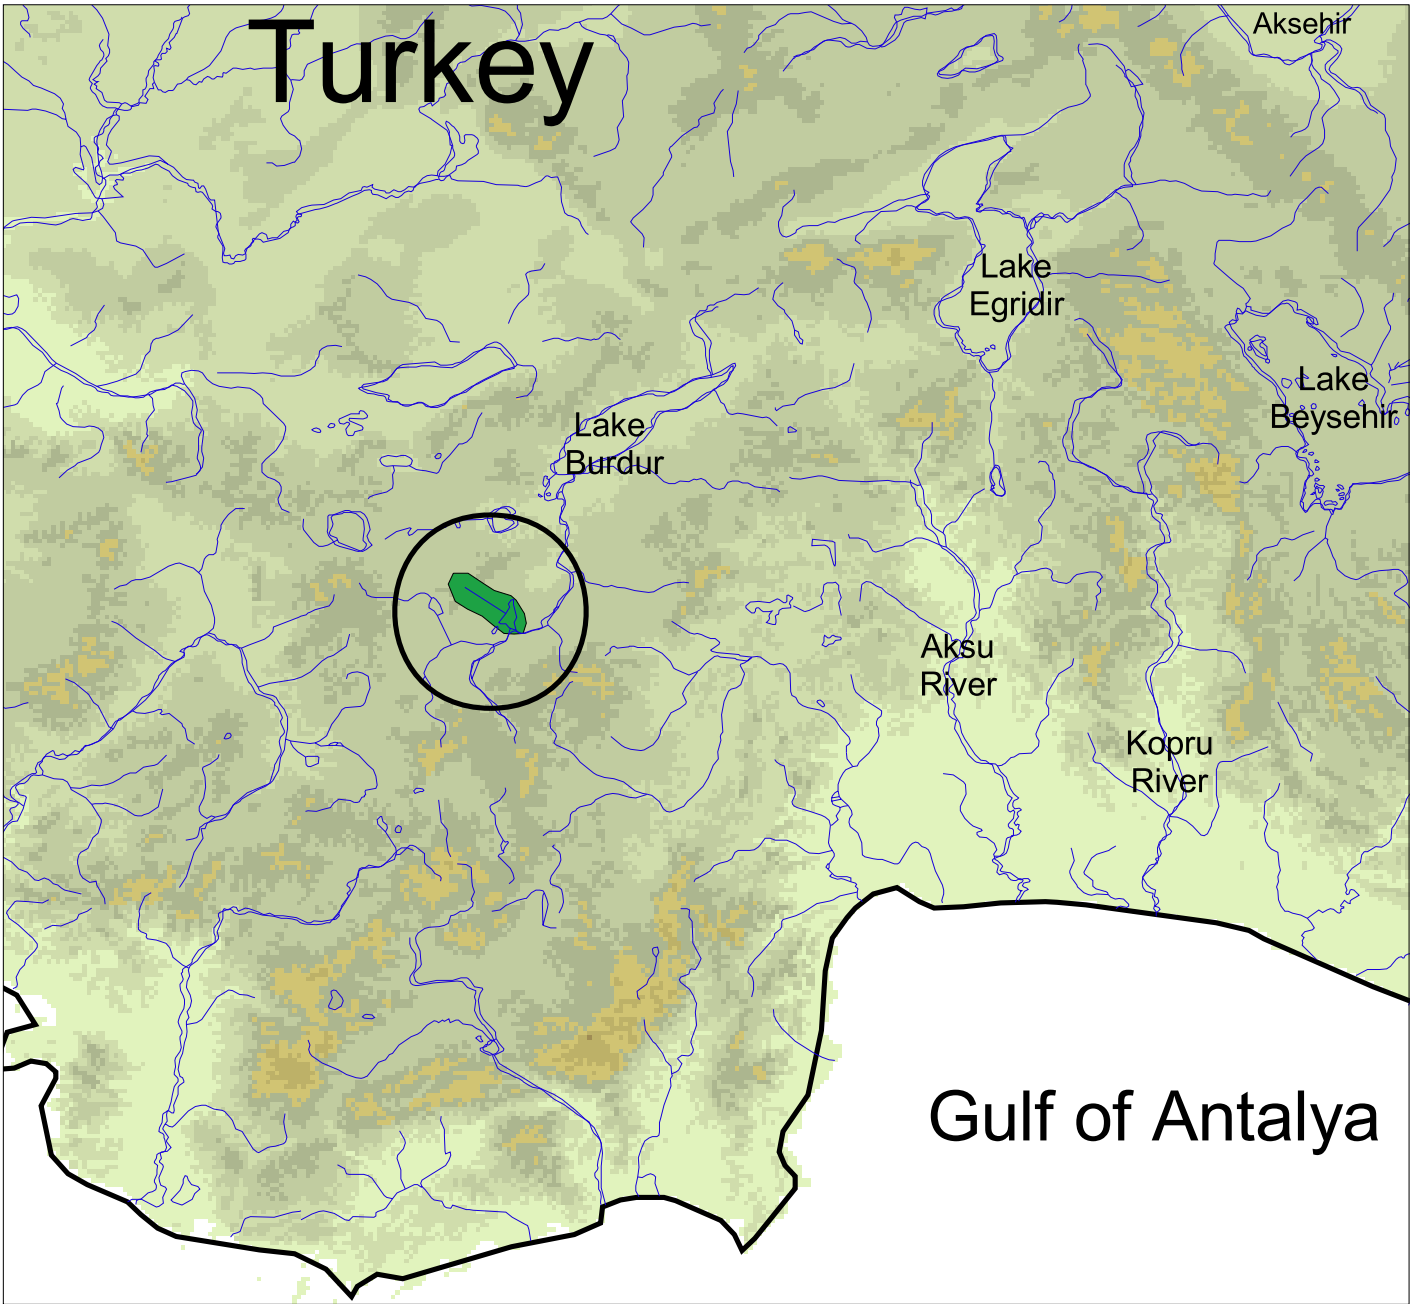 Turkey
Aksehir
Lake
Egridir
Lake
Beysehir
Lake
Burdur
Aksu
River
Kopru
River
Gulf of Antalya